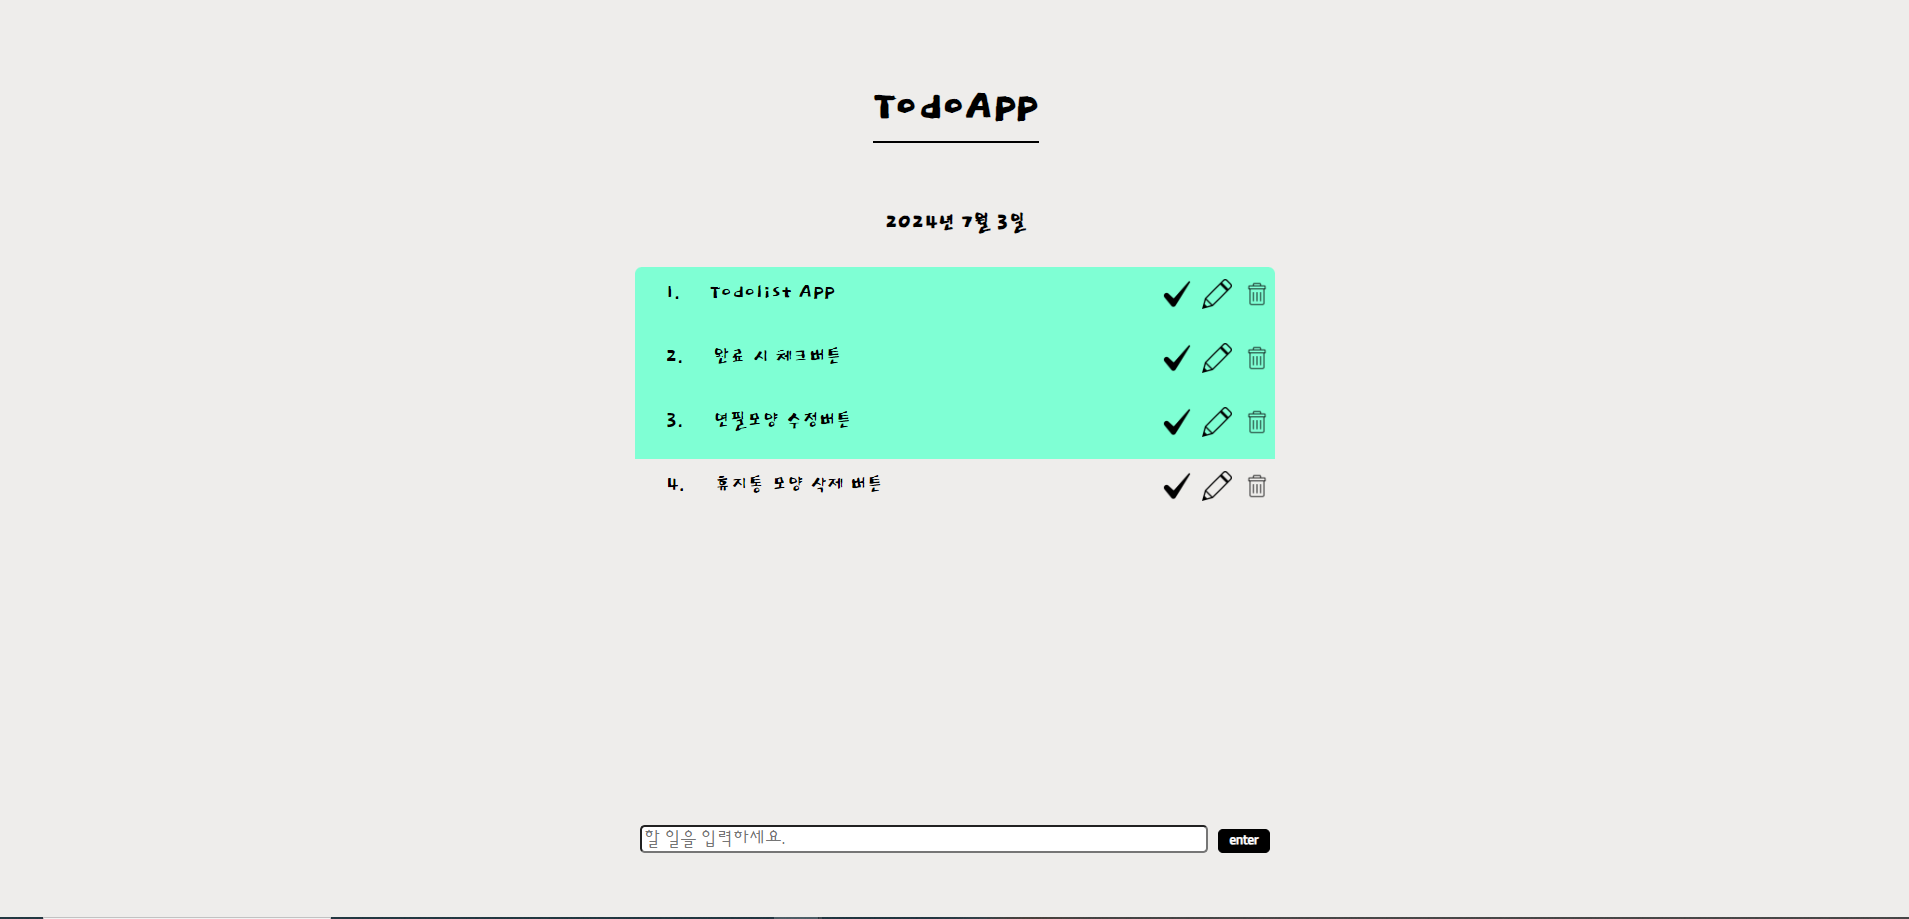 TodoApp
2024년 7월 3일
1. Todolist App
2. 완료 시 체크버튼
3. 연필모양 수정버튼
4. 휴지통 모양 삭제 버튼
할 일을 입력하세요.
enter